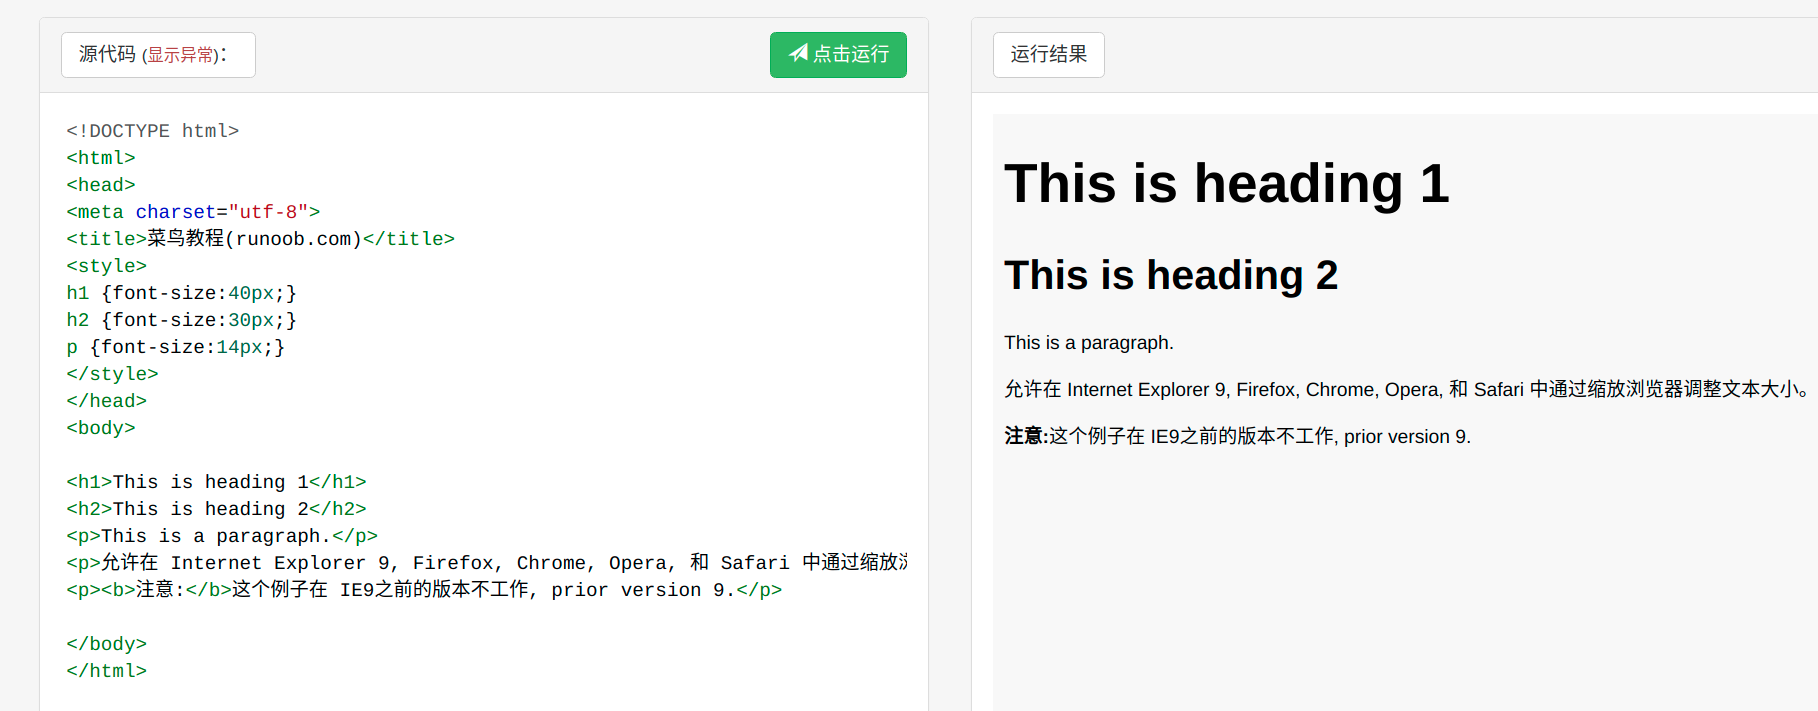 源代码 (显示异常)：
点击运行
<!DOCTYPE html>
<html>
<head>
<meta charset="utf-8">
<title>菜鸟教程(runoob.com)</title>
<style>
h1 {font-size:40px;}
h2 {font-size:30px;}
p {font-size:14px;}
</style>
</head>
<body>
<h1>This is heading 1</h1>
<h2>This is heading 2</h2>
<p>This is a paragraph.</p>
<p>允许在 Internet Explorer 9, Firefox, Chrome, Opera, 和 Safari 中通过缩放
<p><b>注意:</b>这个例子在 IE9之前的版本不工作, prior version 9.</p>
</body>
</html>
运行结果
This is heading 1
This is heading 2
This is a paragraph.
允许在 Internet Explorer 9, Firefox, Chrome, Opera, 和 Safari 中通过缩放浏览器调整文本大小。
注意:这个例子在 IE9之前的版本不工作, prior version 9.